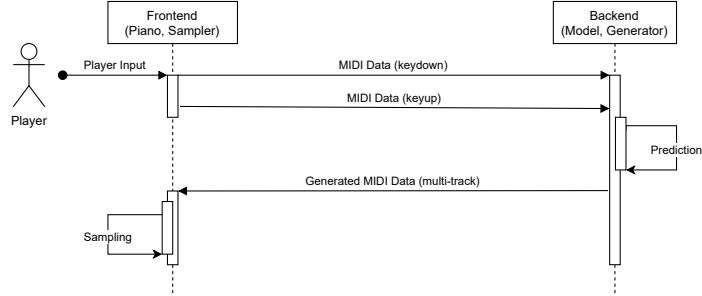 Frontend
(Piano, Sampler)
Backend
(Model, Generator)
Player Input
MIDI Data (keydown)
MIDI Data (keyup)
Player
Prediction
Generated MIDI Data (multi-track)
Sampling